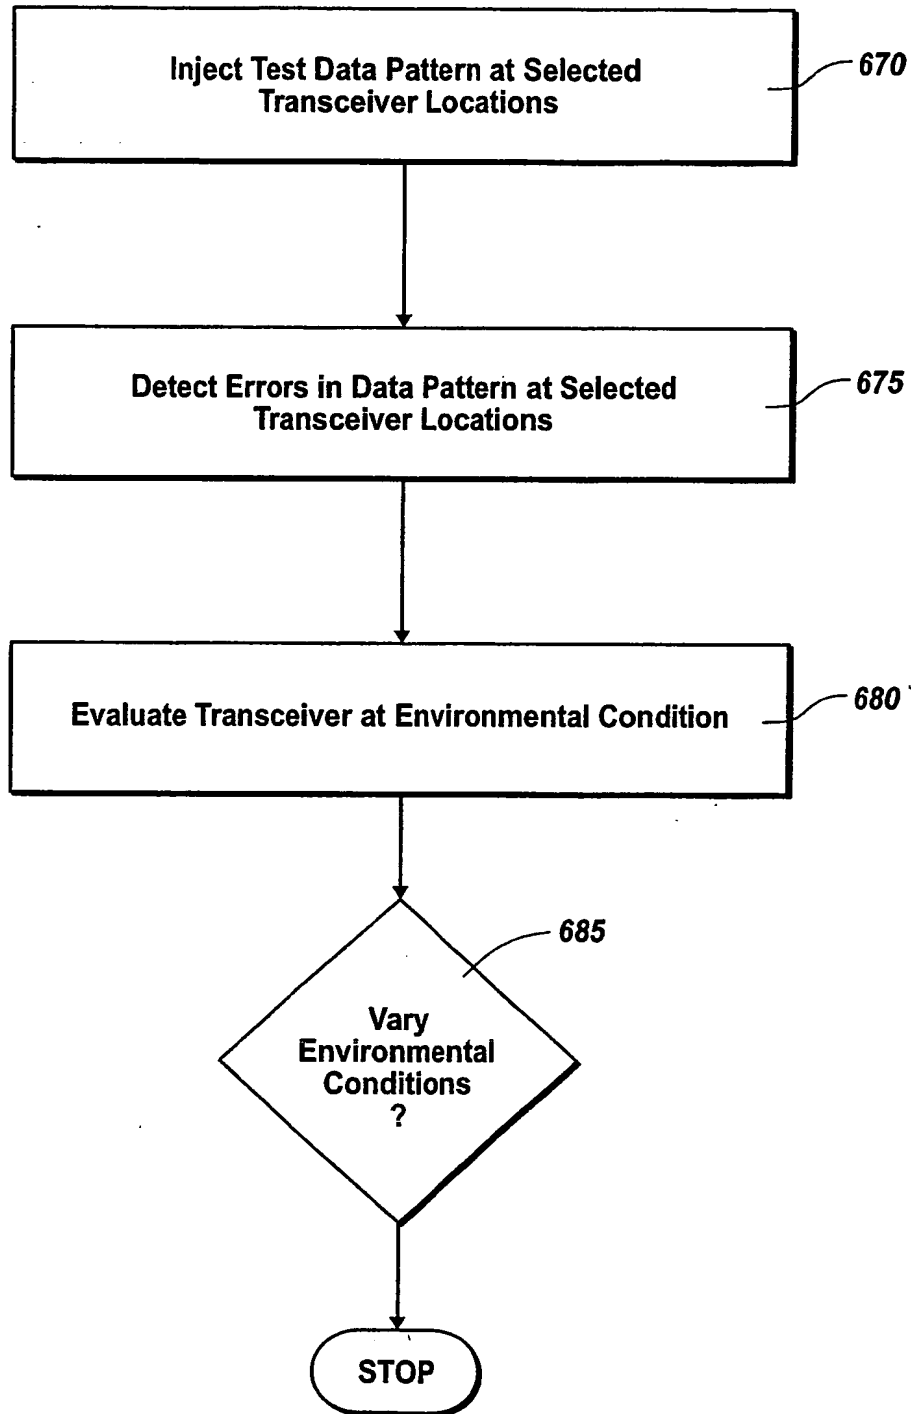 Inject Test Data Pattern at Selected
Transceiver Locations
670
Detect Errors in Data Pattern at Selected
Transceiver Locations
675
Evaluate Transceiver at Environmental Condition
680
685
Vary
Environmental
Conditions
?
STOP